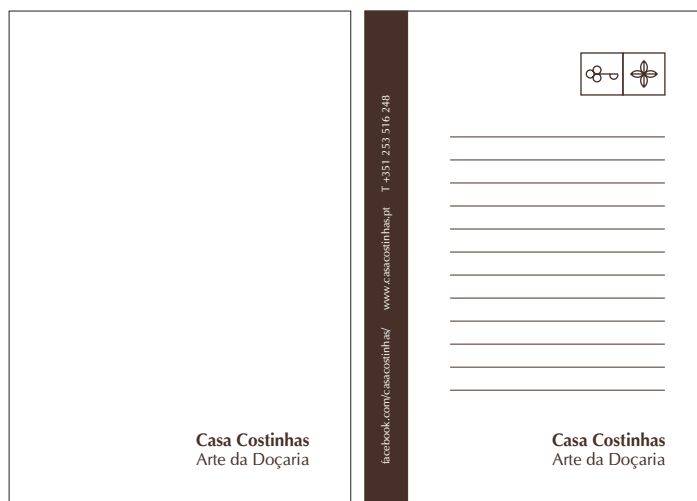 Casa Costinhas
Arte da Doçaria
facebook.com/casacostinhas/ www.casacostinhas.pt T +351 253 516 248
Casa Costinhas
Arte da Doçaria